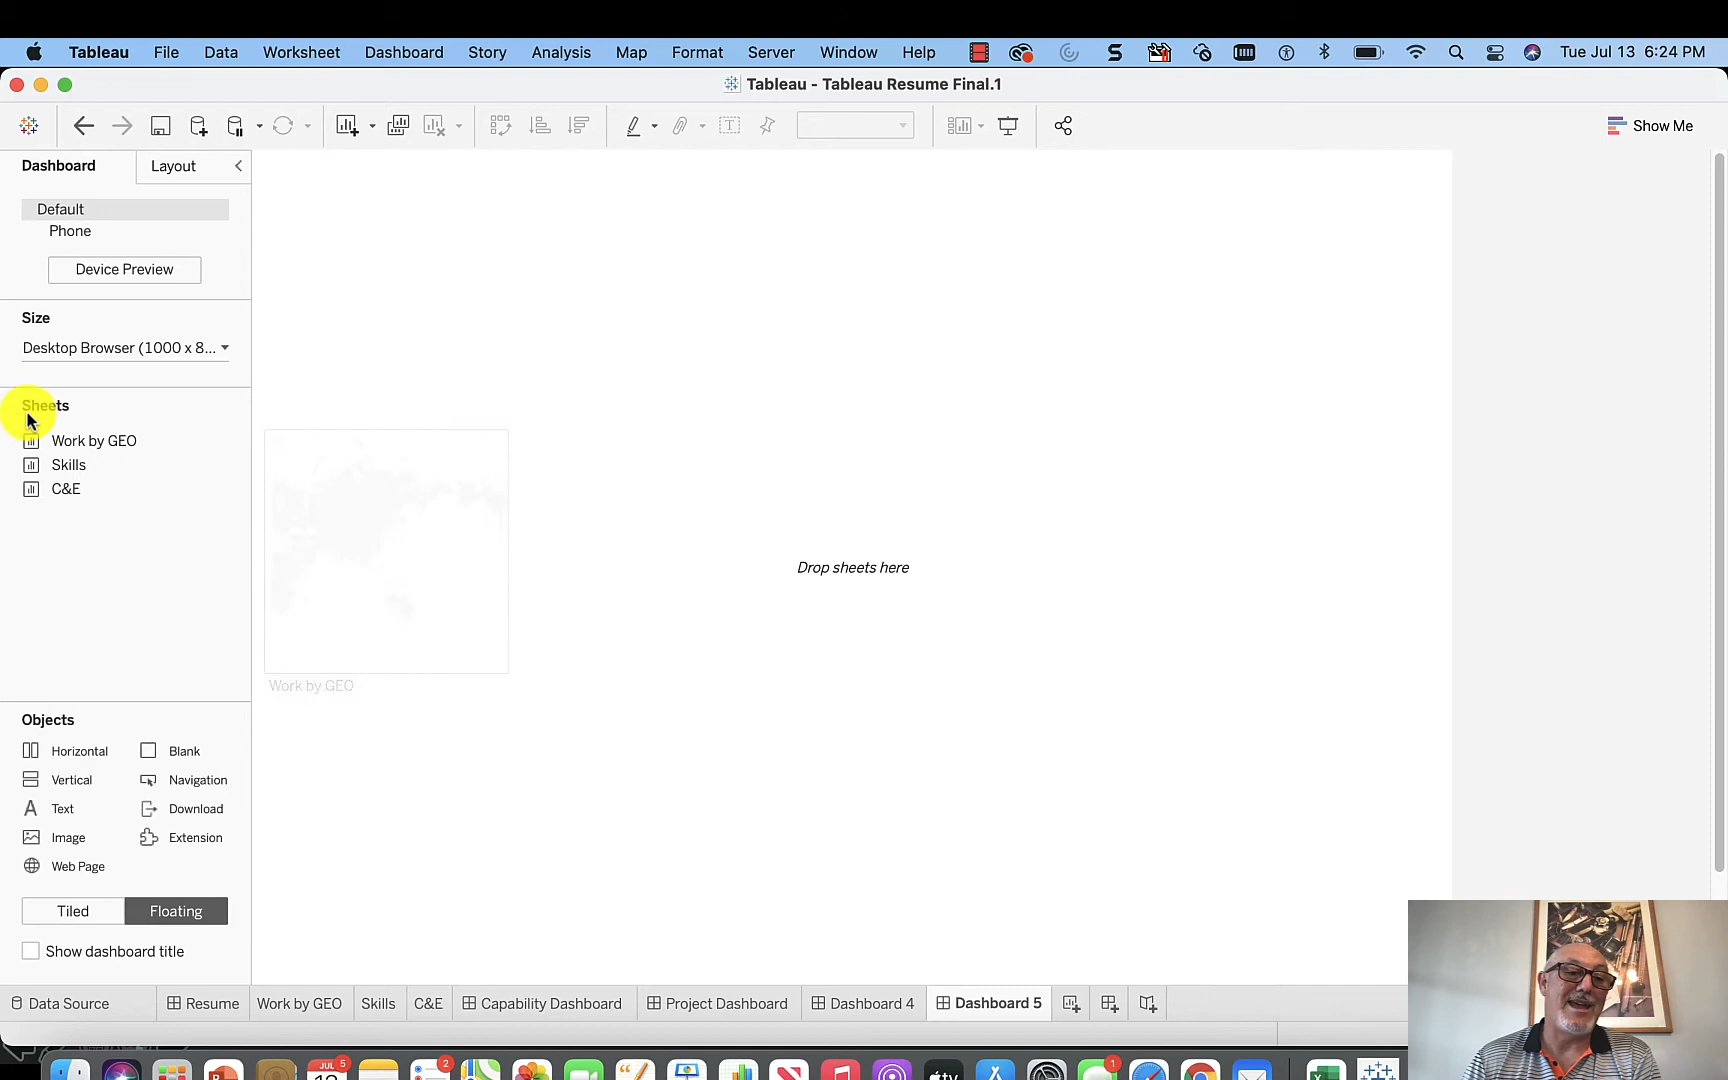 Tableau File Data Worksheet Dashboard Story Analysis Map Format Server Window Help Tue Jul 13 6:24 PM
Tableau - Tableau Resume Final.1
Show Me
Dashboard Layout
Default
Phone
Device Preview
Size
Desktop Browser (1000 x 8...
Sheets
Work by GEO
Skills
C&E
Drop sheets here
Work by GEO
Objects
Horizontal Blank
Vertical Navigation
Text Download
Image Extension
Web Page
Tiled Floating
Show dashboard title
Data Source Resume Work by GEO Skills C&E Capability Dashboard Project Dashboard Dashboard 4 Dashboard 5
JUL 5 2 1